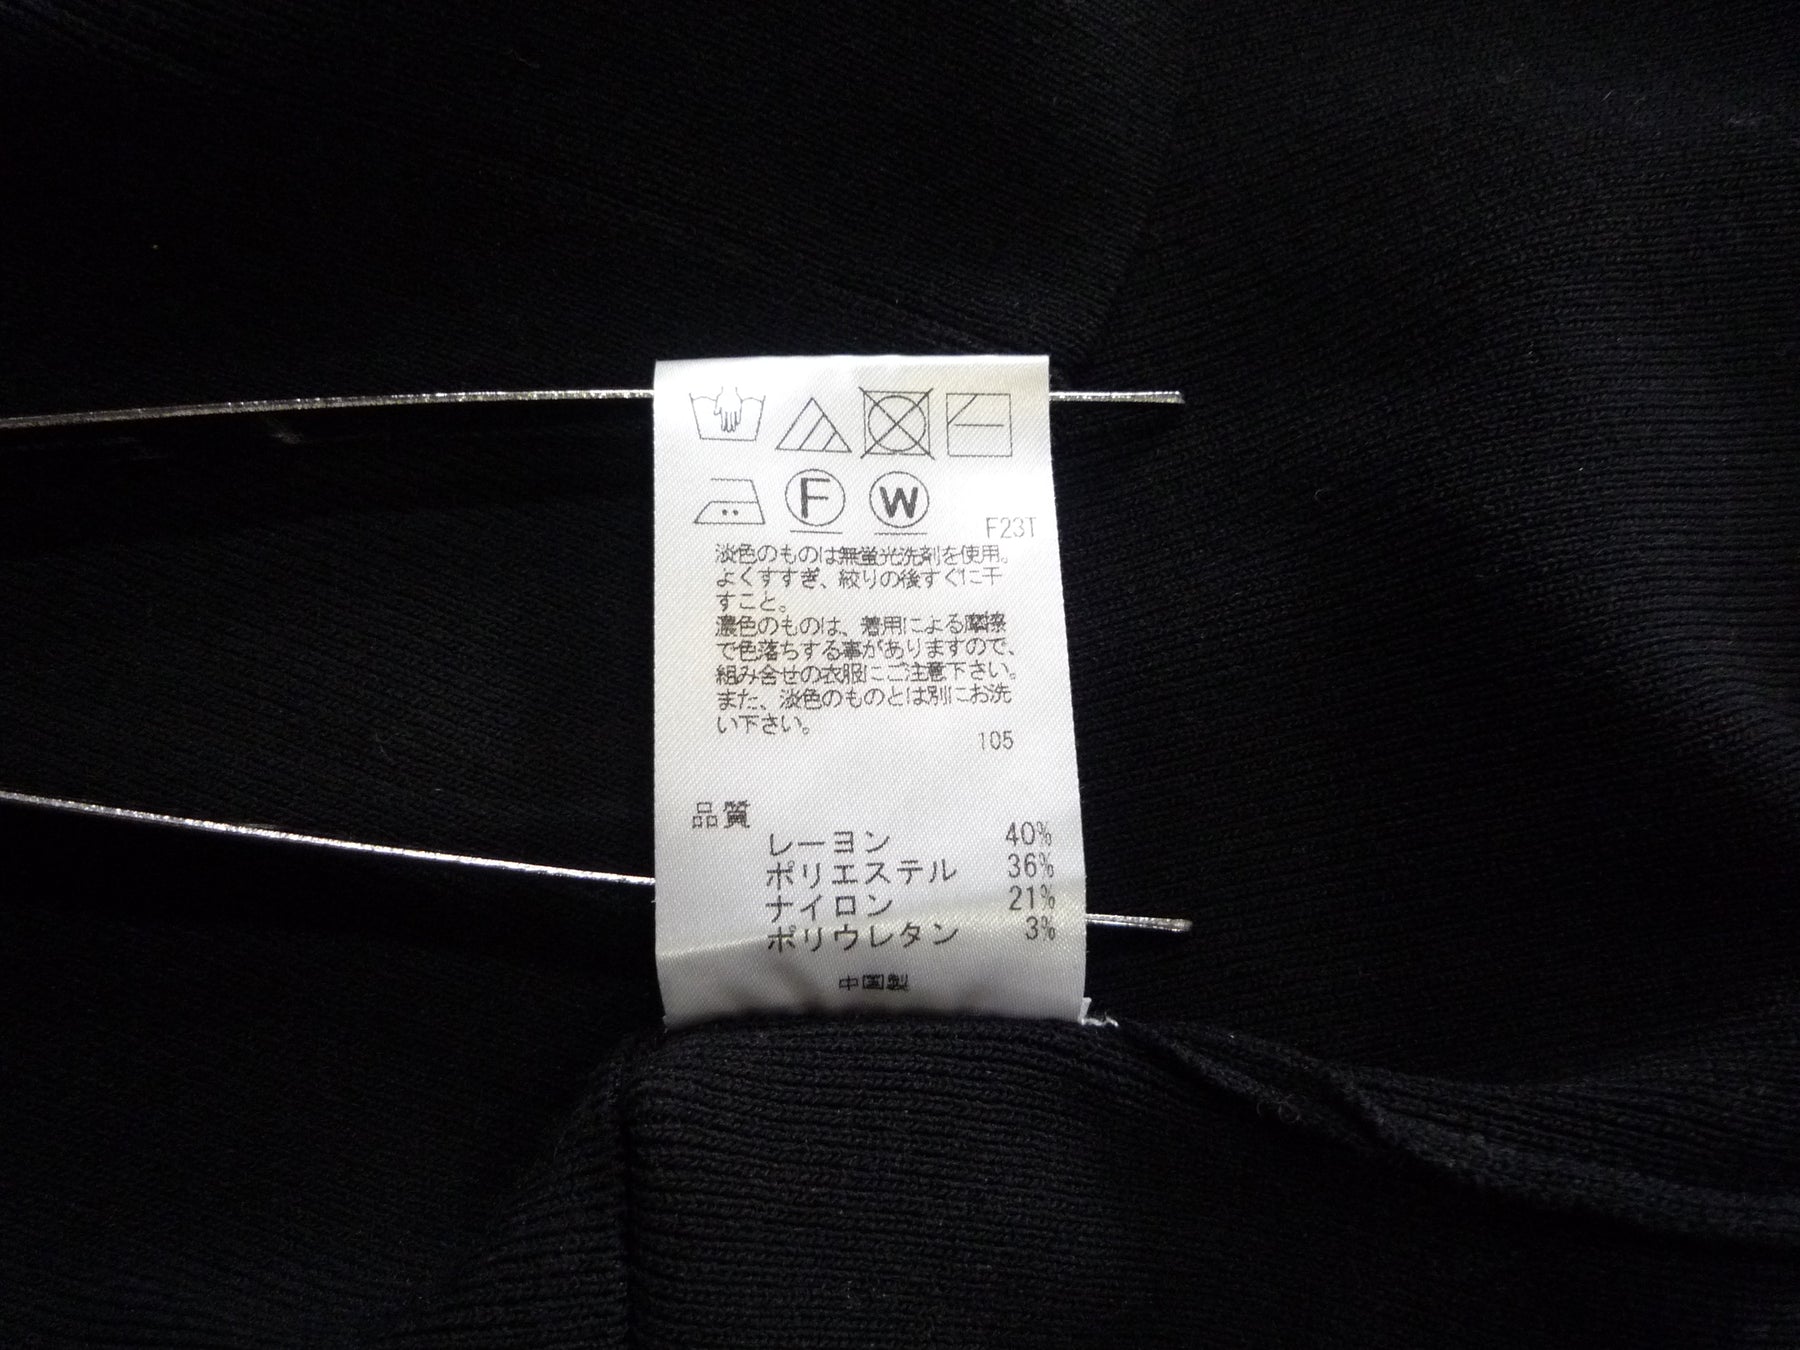 F
W
F23T
淡色のものは無蛍光洗剤を使用。
よくすすぎ、絞りの後すぐに干
すこと。
濃色のものは、着用による摩擦
で色落ちする事がありますので、
組み合せの衣服にご注意下さい。
また、淡色のものとは別にお洗
い下さい。
105
品質
レーヨン 40%
ポリエステル 36%
ナイロン 21%
ポリウレタン 3%
中国製